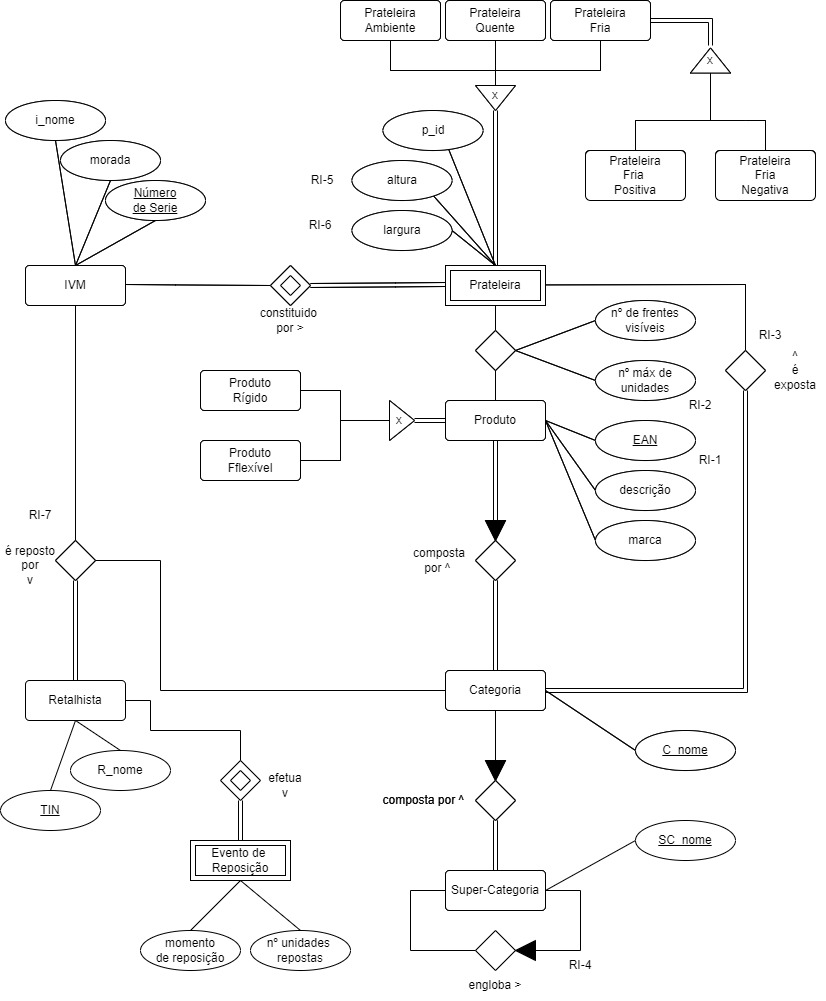 Prateleira
Ambiente
Prateleira
Quente
Prateleira
Fria
X
X
i_nome
p_id
morada
Prateleira
Fria
Positiva
Prateleira
Fria
Negativa
RI-5
altura
Número
de Serie
RI-6
largura
IVM
Prateleira
constituido
por >
nº de frentes
visíveis
RI-3
^
é
exposta
nº máx de
unidades
Produto
Rígido
RI-2
X
Produto
EAN
Produto
Fflexível
RI-1
descrição
RI-7
marca
é reposto
por
v
composta
por ^
Retalhista
Categoria
C_nome
R_nome
efetua
v
TIN
composta por ^
SC_nome
Evento de
Reposição
Super-Categoria
momento
de reposição
nº unidades
repostas
RI-4
engloba >